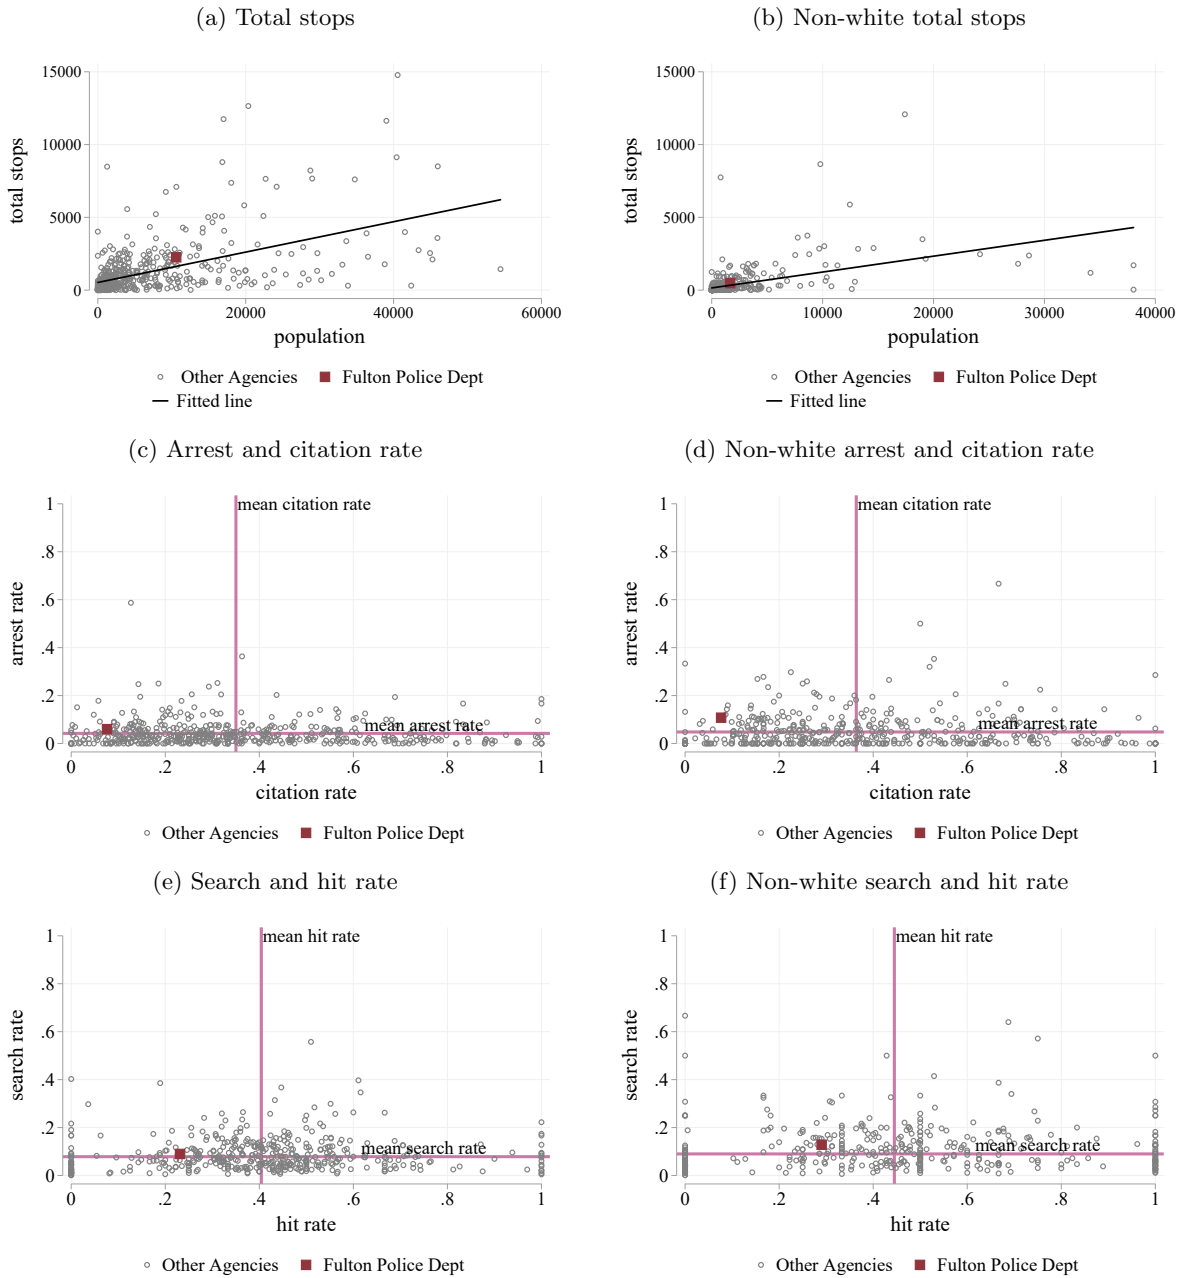 (a) Total stops
(b) Non-white total stops
15000
10000
5000
0
total stops
0 20000 40000 60000
population
Other Agencies Fulton Police Dept
Fitted line
15000
10000
5000
0
total stops
0 10000 20000 30000 40000
population
Other Agencies Fulton Police Dept
Fitted line
(c) Arrest and citation rate
(d) Non-white arrest and citation rate
1
.8
.6
.4
.2
0
arrest rate
mean citation rate
mean arrest rate
0 .2 .4 .6 .8 1
citation rate
Other Agencies Fulton Police Dept
1
.8
.6
.4
.2
0
arrest rate
mean citation rate
mean arrest rate
0 .2 .4 .6 .8 1
citation rate
Other Agencies Fulton Police Dept
(e) Search and hit rate
(f) Non-white search and hit rate
1
.8
.6
.4
.2
0
search rate
mean hit rate
mean search rate
0 .2 .4 .6 .8 1
hit rate
Other Agencies Fulton Police Dept
1
.8
.6
.4
.2
0
search rate
mean hit rate
mean search rate
0 .2 .4 .6 .8 1
hit rate
Other Agencies Fulton Police Dept